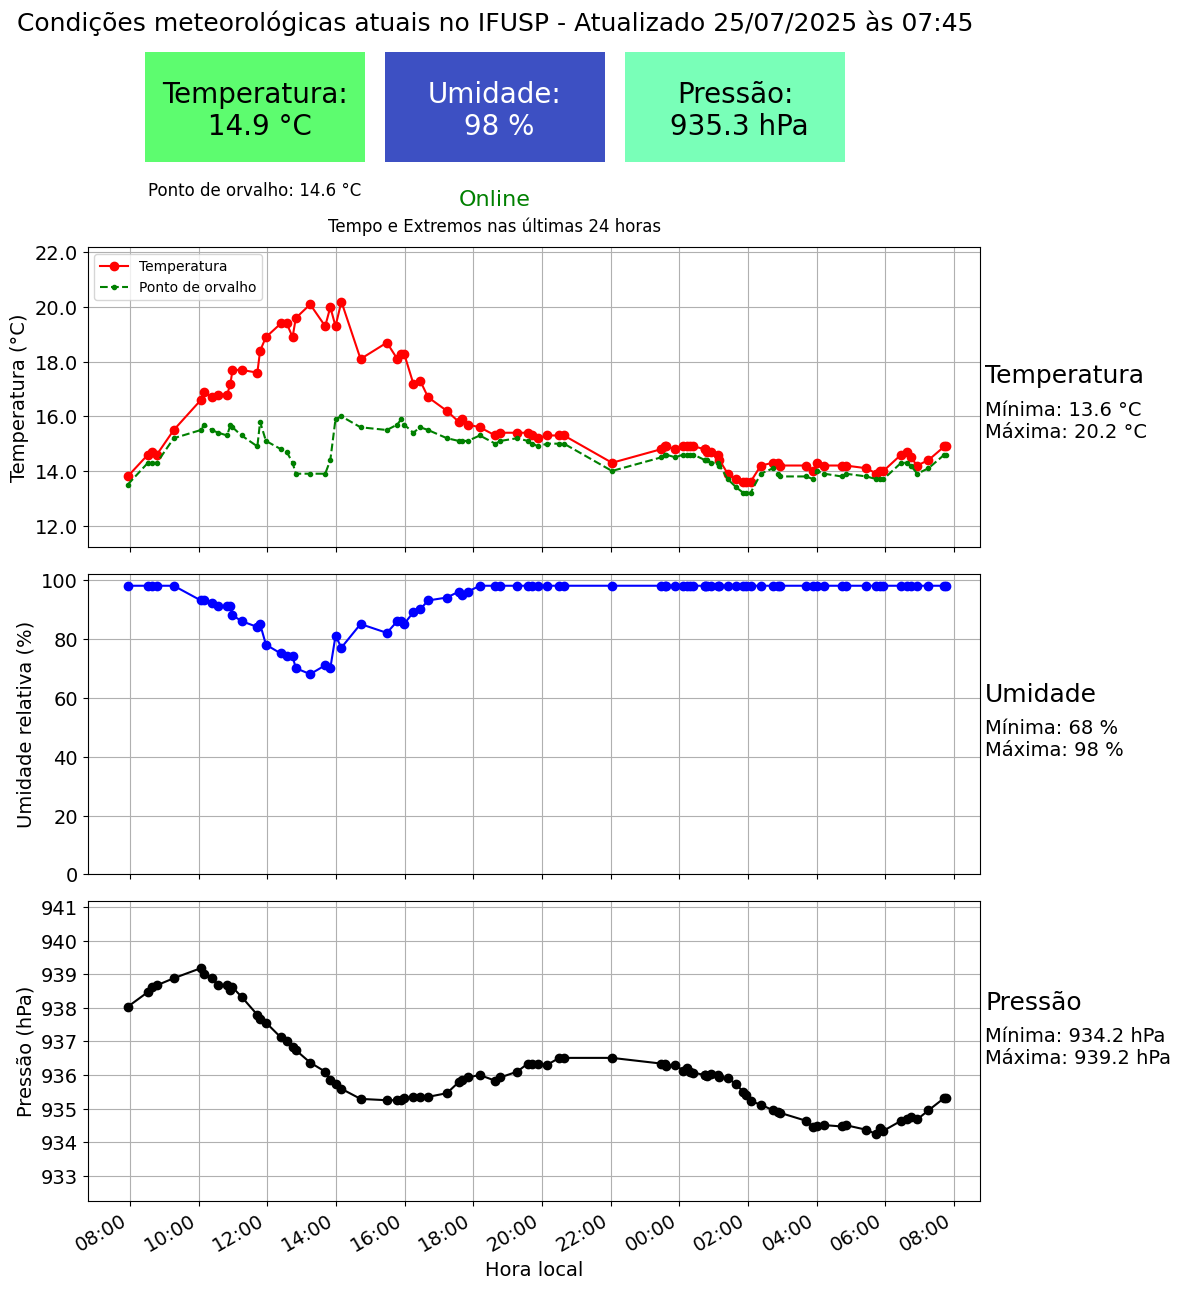 Condições meteorológicas atuais no IFUSP - Atualizado 25/07/2025 às 07:45
Temperatura:
14.9 °C
Umidade:
98 %
Pressão:
935.3 hPa
Ponto de orvalho: 14.6 °C
Online
Tempo e Extremos nas últimas 24 horas
Temperatura (°C)
22.0
20.0
18.0
16.0
14.0
12.0
Temperatura
Ponto de orvalho
Temperatura
Mínima: 13.6 °C
Máxima: 20.2 °C
Umidade relativa (%)
100
80
60
40
20
0
Umidade
Mínima: 68 %
Máxima: 98 %
Pressão (hPa)
941
940
939
938
937
936
935
934
933
Pressão
Mínima: 934.2 hPa
Máxima: 939.2 hPa
08:00
10:00
12:00
14:00
16:00
18:00
20:00
22:00
00:00
02:00
04:00
06:00
08:00
Hora local